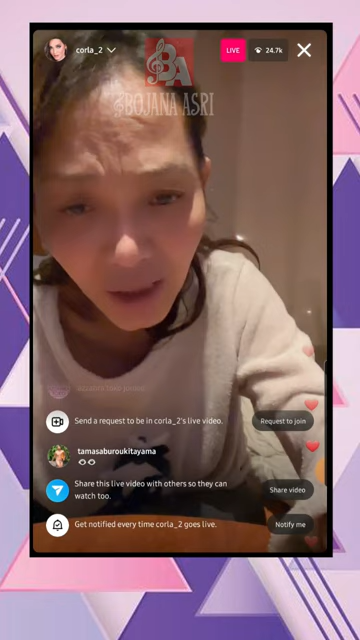 corla_2
LIVE
24.7k
BA
BOJANA ASRI
Send a request to be in corla_2's live video.
Request to join
tamasaburoukitayama
👀
Share this live video with others so they can
watch too.
Share video
Get notified every time corla_2 goes live.
Notify me